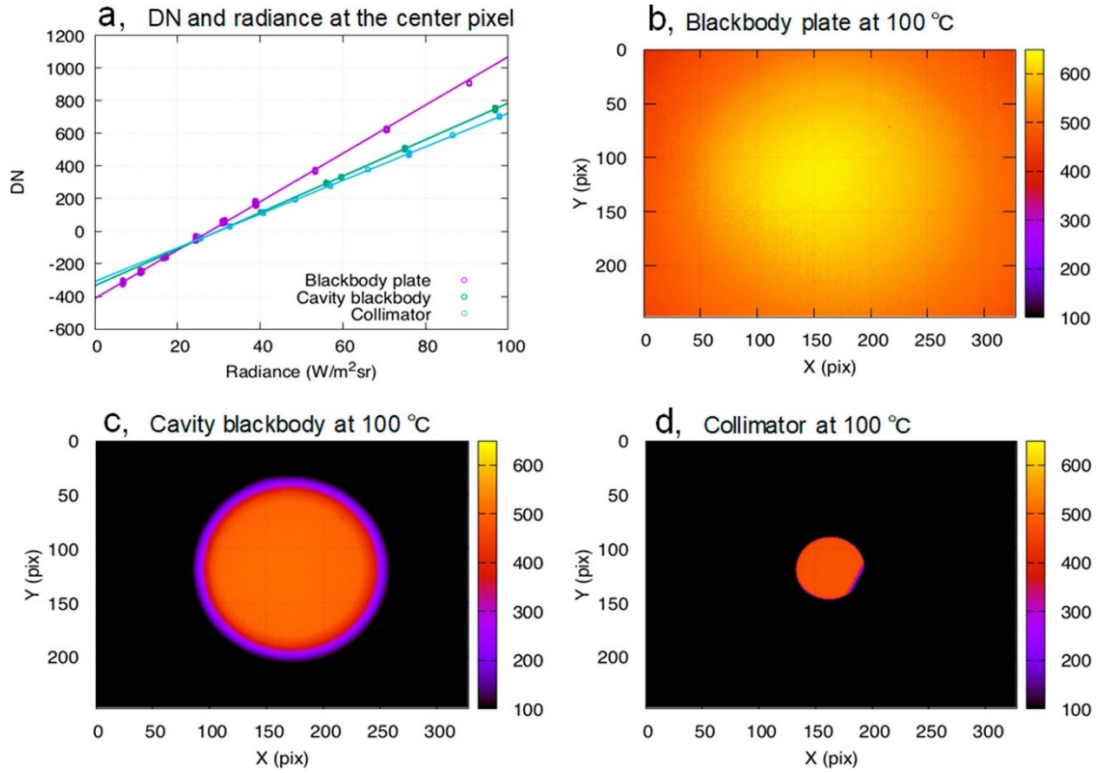 a, DN and radiance at the center pixel
1200
1000
800
600
400
200
0
-200
-400
-600
DN
0 20 40 60 80 100
Radiance (W/m²sr)
Blackbody plate
Cavity blackbody
Collimator
b, Blackbody plate at 100 °C
0
50
100
150
200
Y (pix)
0 50 100 150 200 250 300
X (pix)
600
500
400
300
200
100
c, Cavity blackbody at 100 °C
0
50
100
150
200
Y (pix)
0 50 100 150 200 250 300
X (pix)
600
500
400
300
200
100
d, Collimator at 100 °C
0
50
100
150
200
Y (pix)
0 50 100 150 200 250 300
X (pix)
600
500
400
300
200
100